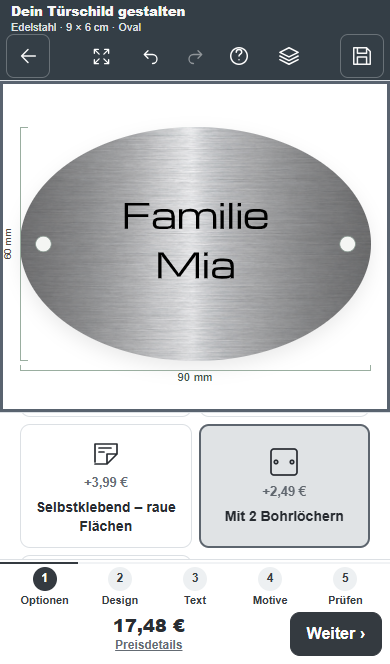 Dein Türschild gestalten
Edelstahl · 9 × 6 cm · Oval
Familie
Mia
60 mm
90 mm
+3,99 €
Selbstklebend – raue
Flächen
+2,49 €
Mit 2 Bohrlöchern
1
Optionen
2
Design
3
Text
4
Motive
5
Prüfen
17,48 €
Preisdetails
Weiter ›